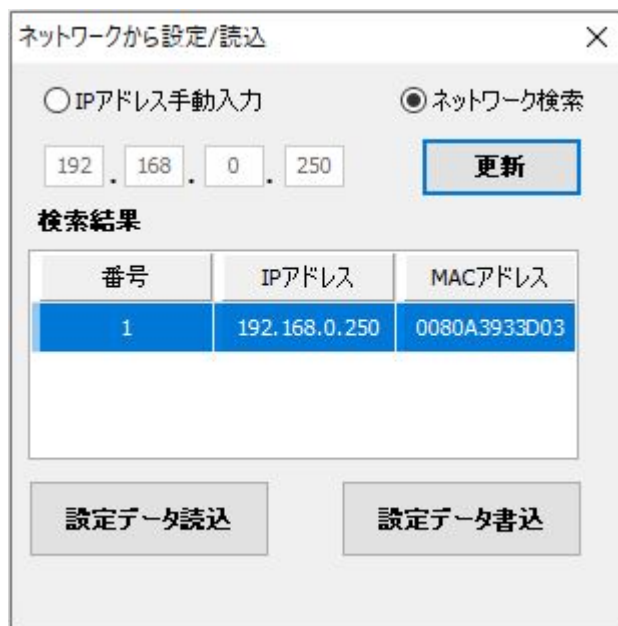 ネットワークから設定/読込
IPアドレス手動入力 ネットワーク検索
192 . 168 . 0 . 250 更新
検索結果
番号 IPアドレス MACアドレス
1 192.168.0.250 0080A3933D03
設定データ読込 設定データ書込